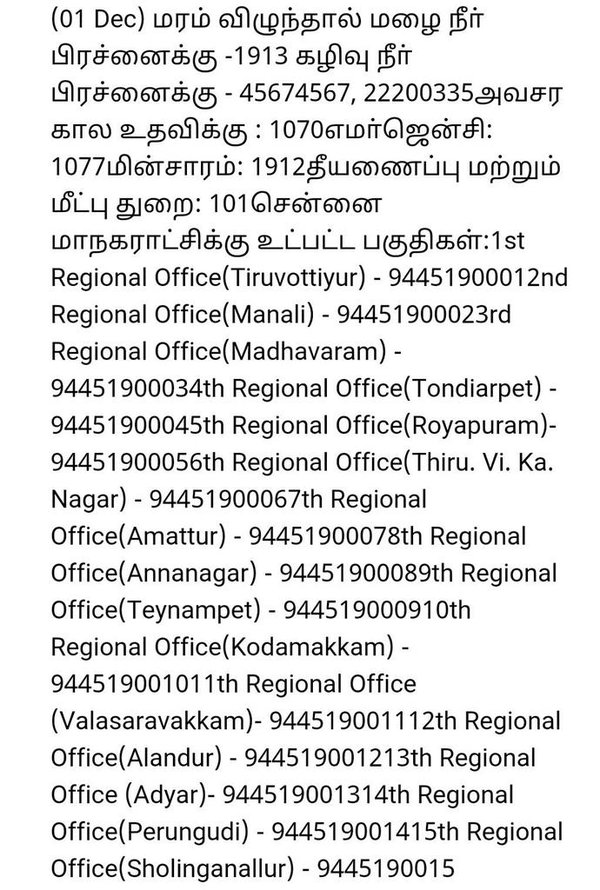 (01 Dec) மரம் விழுந்தால் மழை நீர்
பிரச்னைக்கு -1913 கழிவு நீர்
பிரச்னைக்கு - 45674567, 22200335அவசர
கால உதவிக்கு : 1070எமர்ஜென்சி:
1077மின்சாரம்: 1912தீயணைப்பு மற்றும்
மீட்பு துறை: 101சென்னை
மாநகராட்சிக்கு உட்பட்ட பகுதிகள்:1st
Regional Office(Tiruvottiyur) - 94451900012nd
Regional Office(Manali) - 94451900023rd
Regional Office(Madhavaram) -
94451900034th Regional Office(Tondiarpet) -
94451900045th Regional Office(Royapuram)-
94451900056th Regional Office(Thiru. Vi. Ka.
Nagar) - 94451900067th Regional
Office(Amattur) - 94451900078th Regional
Office(Annanagar) - 94451900089th Regional
Office(Teynampet) - 944519000910th
Regional Office(Kodamakkam) -
944519001011th Regional Office
(Valasaravakkam)- 944519001112th Regional
Office(Alandur) - 944519001213th Regional
Office (Adyar)- 944519001314th Regional
Office(Perungudi) - 944519001415th Regional
Office(Sholinganallur) - 9445190015